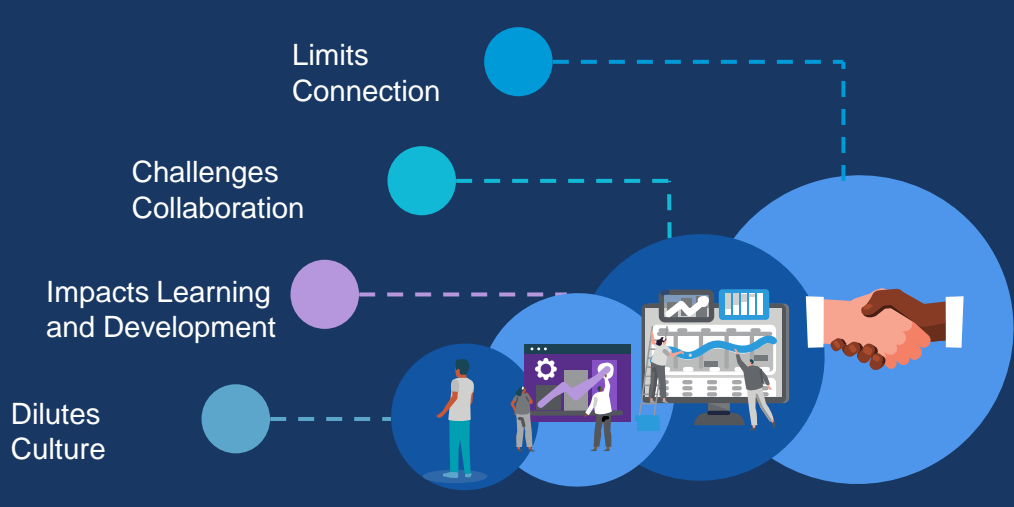 Limits
Connection
Challenges
Collaboration
Impacts Learning
and Development
Dilutes
Culture